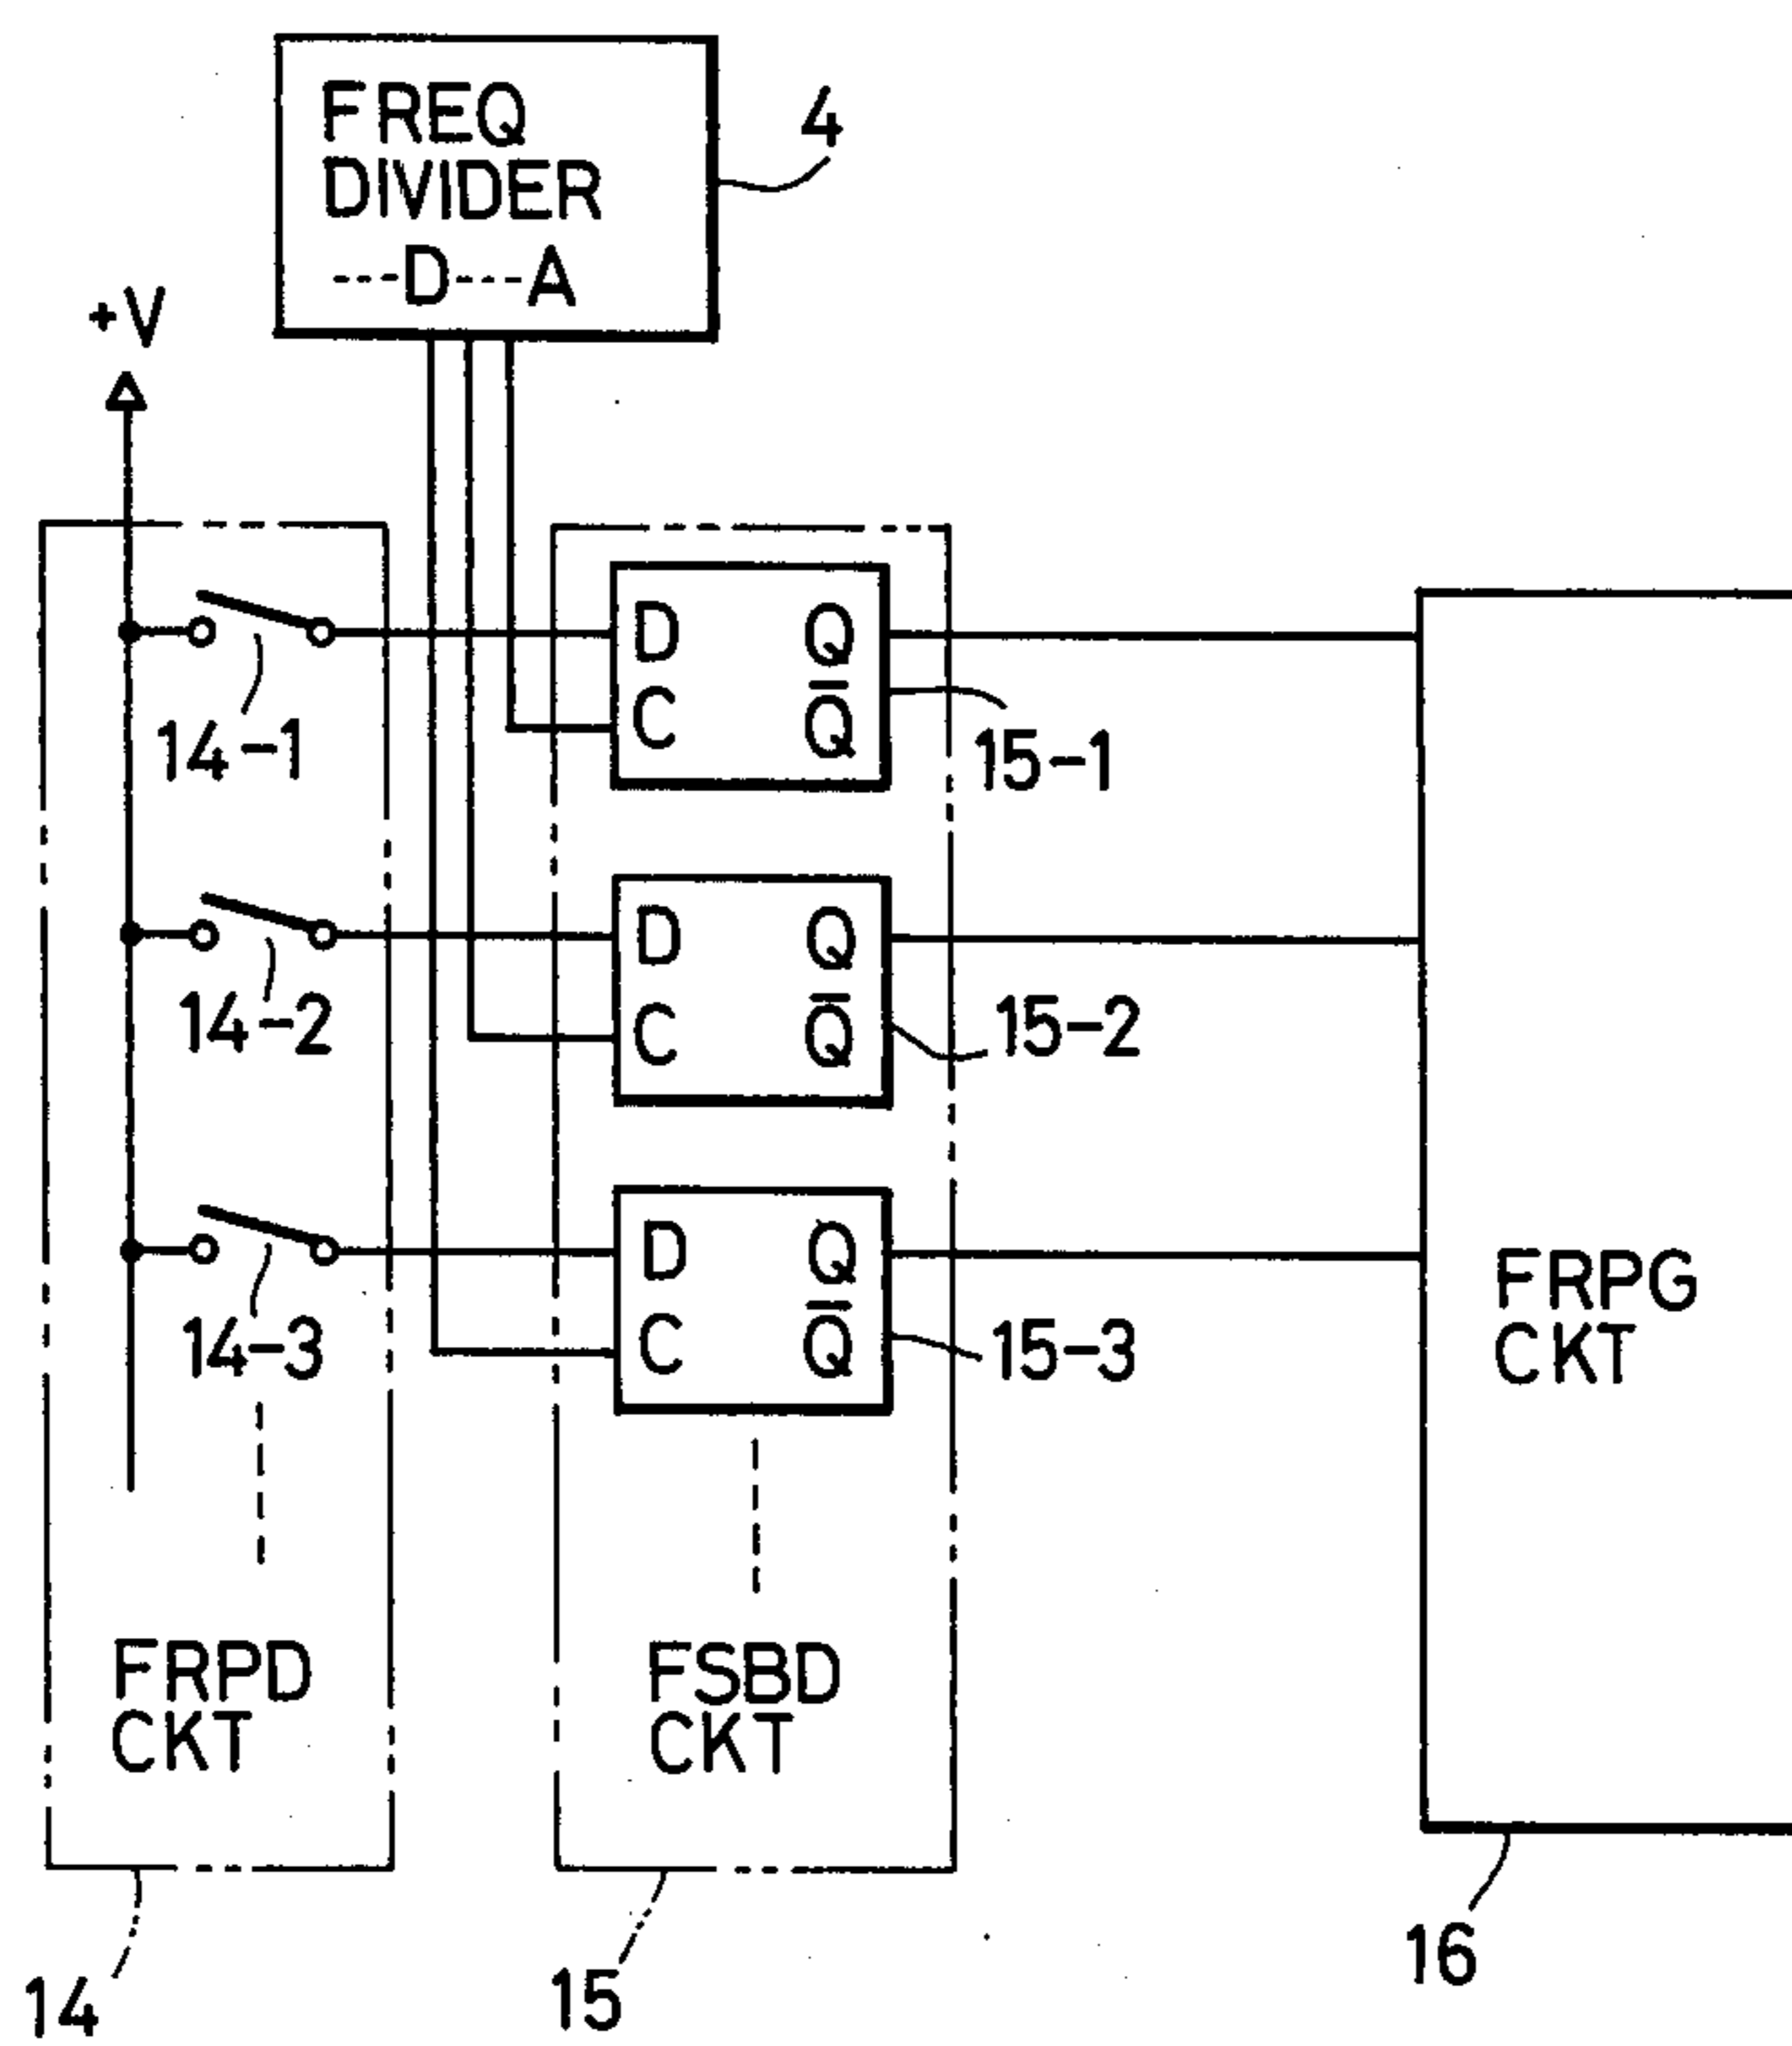 FREQ
DIVIDER
---D----A
4
+V
D Q
C Q̅
14-1
15-1
D Q
C Q̅
14-2
15-2
D Q
C Q̅
14-3
15-3
FRPG
CKT
FRPD
CKT
FSBD
CKT
14
15
16